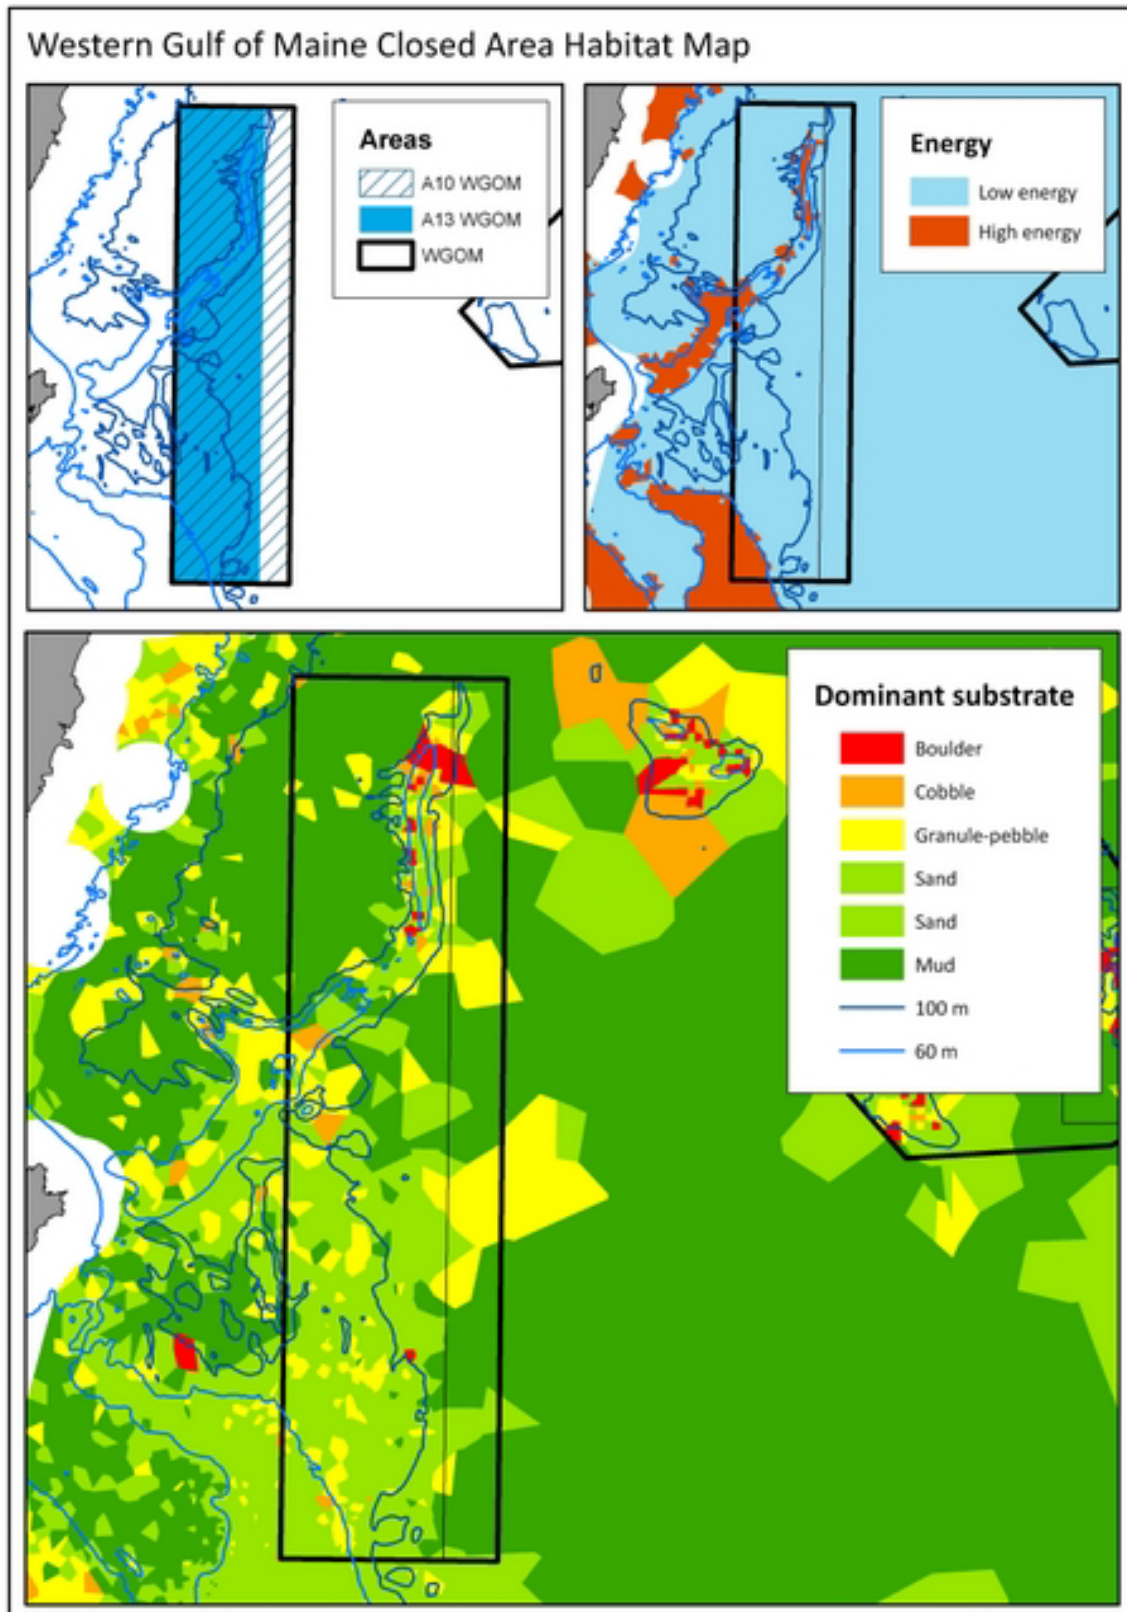 Western Gulf of Maine Closed Area Habitat Map
Areas
A10 WGOM
A13 WGOM
WGOM
Energy
Low energy
High energy
Dominant substrate
Boulder
Cobble
Granule-pebble
Sand
Sand
Mud
100 m
60 m